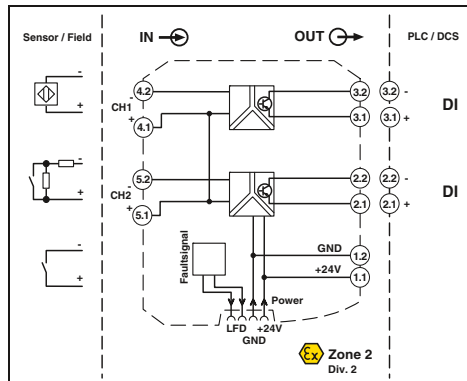 Sensor / Field
IN
OUT
PLC / DCS
-
+
CH1
-
+
4.2
4.1
3.2
3.1
3.2 -
3.1 +
DI
-
+
CH2
-
+
5.2
5.1
2.2
2.1
2.2 -
2.1 +
DI
-
+
Faultsignal
GND
1.2
+24V
1.1
Power
LFD
+24V
GND
Ex Zone 2
Div. 2